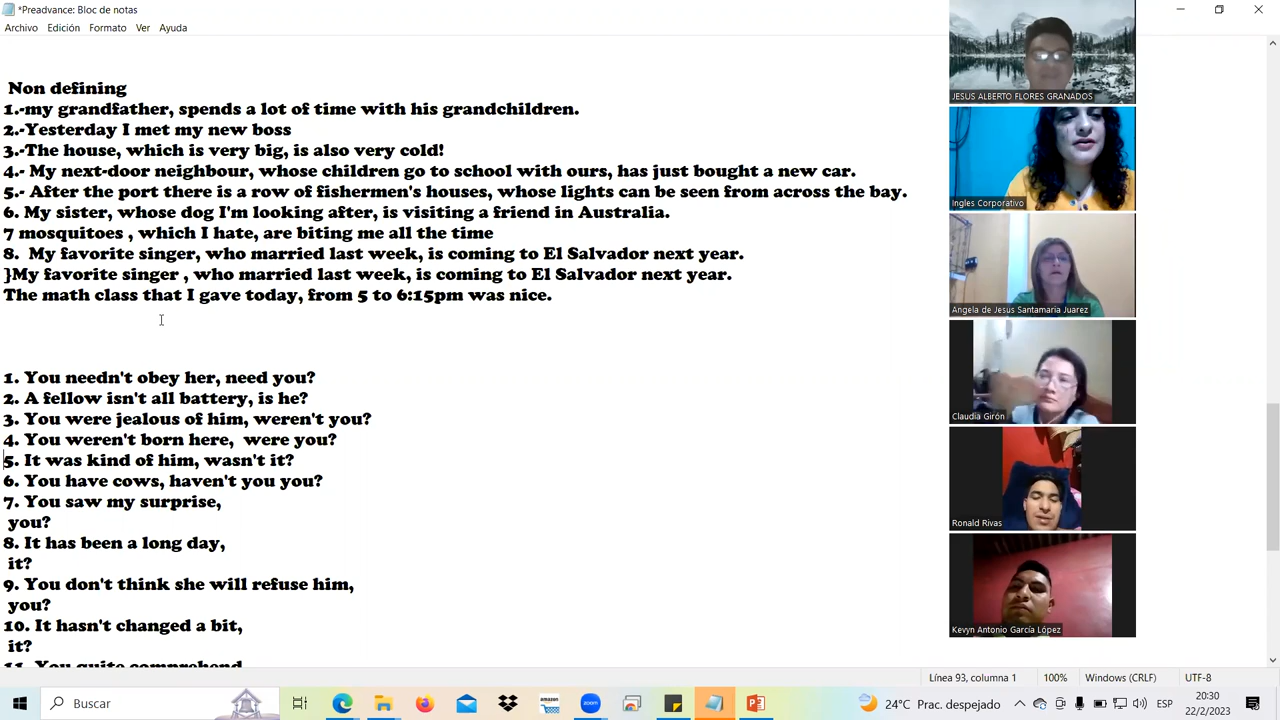 *Preadvance: Bloc de notas
Archivo Edición Formato Ver Ayuda
Non defining
1.-my grandfather, spends a lot of time with his grandchildren.
2.-Yesterday I met my new boss
3.-The house, which is very big, is also very cold!
4.- My next-door neighbour, whose children go to school with ours, has just bought a new car.
5.- After the port there is a row of fishermen's houses, whose lights can be seen from across the bay.
6. My sister, whose dog I'm looking after, is visiting a friend in Australia.
7 mosquitoes , which I hate, are biting me all the time
8.  My favorite singer, who married last week, is coming to El Salvador next year.
}My favorite singer , who married last week, is coming to El Salvador next year.
The math class that I gave today, from 5 to 6:15pm was nice.
1. You needn't obey her, need you?
2. A fellow isn't all battery, is he?
3. You were jealous of him, weren't you?
4. You weren't born here,  were you?
5. It was kind of him, wasn't it?
6. You have cows, haven't you you?
7. You saw my surprise,
you?
8. It has been a long day,
it?
9. You don't think she will refuse him,
you?
10. It hasn't changed a bit,
it?
11. You quite comprehend
JESUS ALBERTO FLORES GRANADOS
Ingles Corporativo
Angela de Jesús Santamaría Juarez
Claudia Girón
Ronald Rivas
Kevyn Antonio García López
Línea 93, columna 1 100% Windows (CRLF) UTF-8
Buscar
amazon
zoom
24°C Prac. despejado
ESP
20:30
22/2/2023